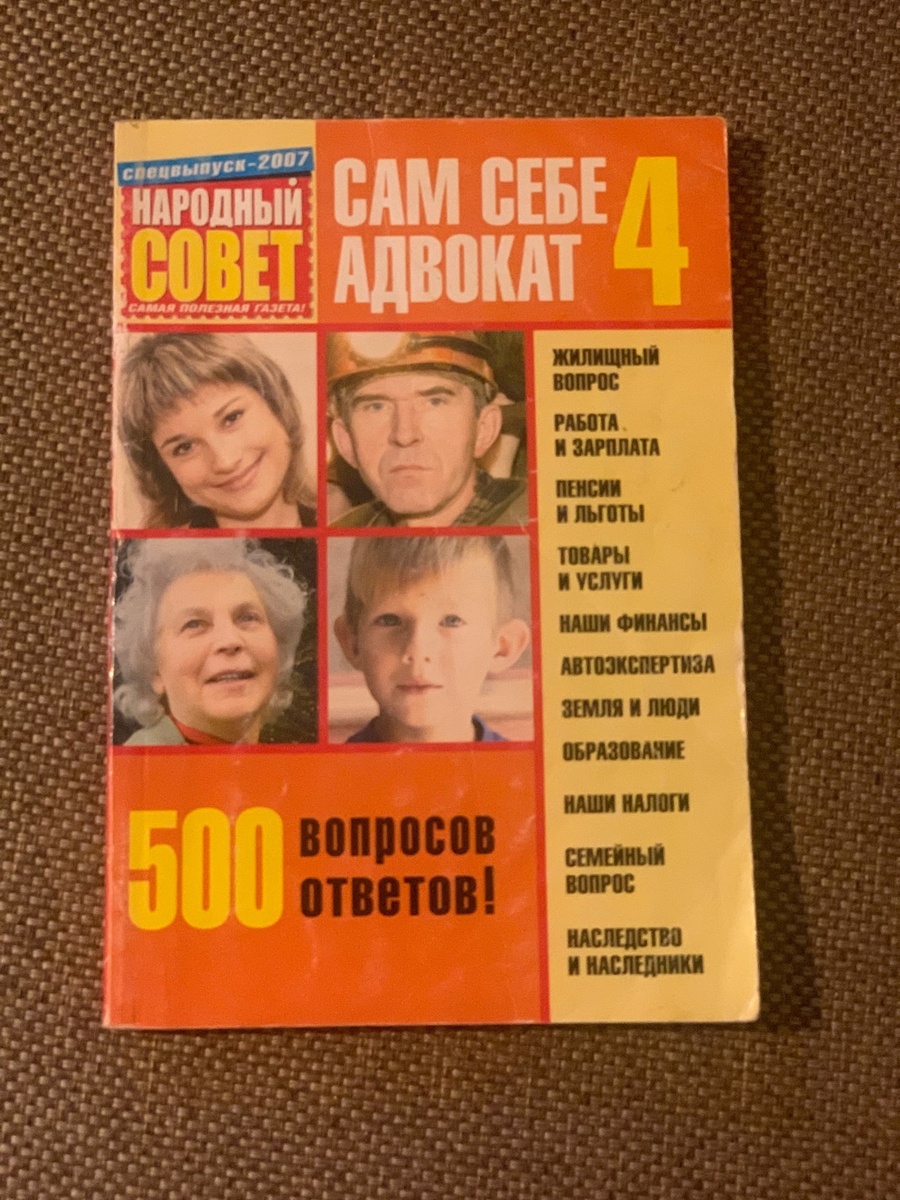 спецвыпуск-2007
НАРОДНЫЙ
СОВЕТ
САМАЯ ПОЛЕЗНАЯ ГАЗЕТА!
САМ СЕБЕ
АДВОКАТ
4
ЖИЛИЩНЫЙ
ВОПРОС
РАБОТА
И ЗАРПЛАТА
ПЕНСИИ
И ЛЬГОТЫ
ТОВАРЫ
И УСЛУГИ
НАШИ ФИНАНСЫ
АВТОЭКСПЕРТИЗА
ЗЕМЛЯ И ЛЮДИ
ОБРАЗОВАНИЕ
НАШИ НАЛОГИ
СЕМЕЙНЫЙ
ВОПРОС
НАСЛЕДСТВО
И НАСЛЕДНИКИ
500
вопросов
ответов!